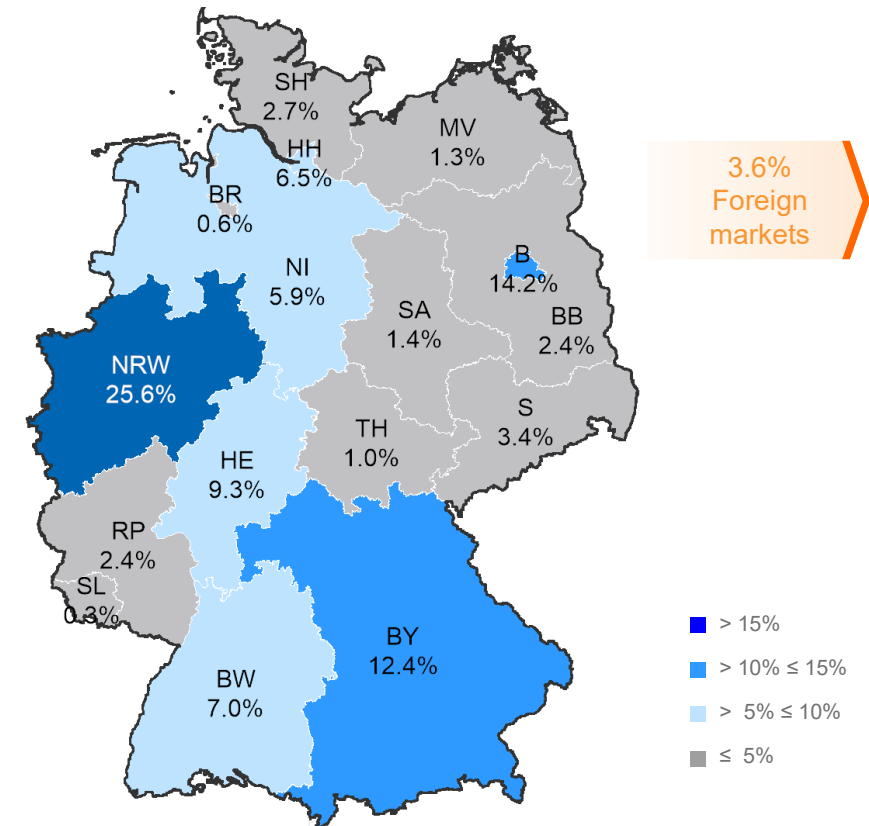 SH
2.7%
HH
6.5%
MV
1.3%
3.6%
Foreign
markets
BR
0.6%
NI
5.9%
B
14.2%
SA
1.4%
BB
2.4%
NRW
25.6%
S
3.4%
TH
1.0%
HE
9.3%
RP
2.4%
SL
0.3%
BY
12.4%
BW
7.0%
> 15%
> 10% ≤ 15%
> 5% ≤ 10%
≤ 5%